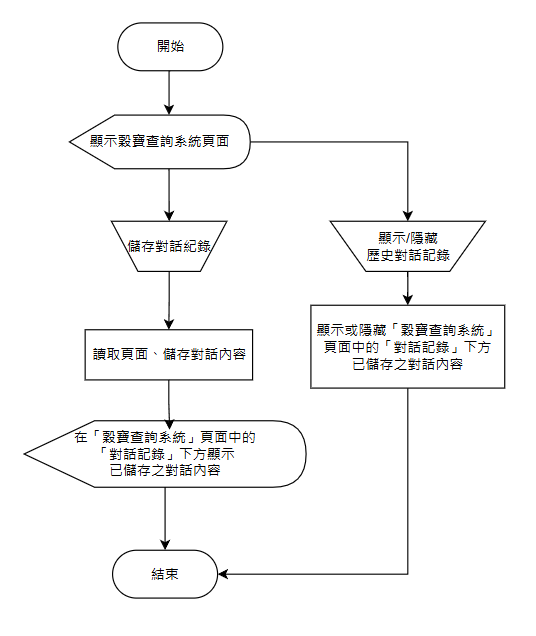 開始
顯示穀寶查詢系統頁面
儲存對話紀錄
顯示/隱藏
歷史對話記錄
讀取頁面、儲存對話內容
顯示或隱藏「穀寶查詢系統」
頁面中的「對話記錄」下方
已儲存之對話內容
在「穀寶查詢系統」頁面中的
「對話記錄」下方顯示
已儲存之對話內容
結束